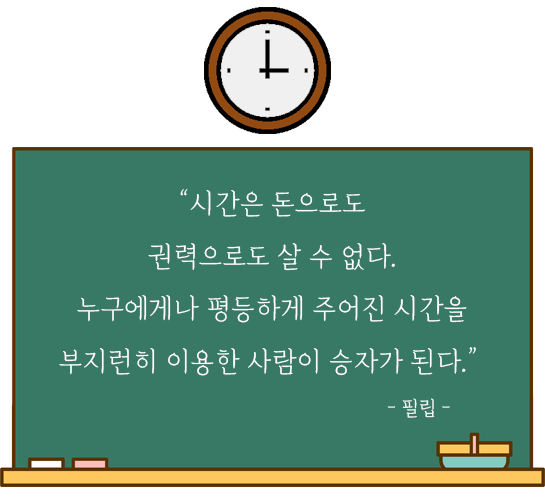 “시간은 돈으로도
권력으로도 살 수 없다.
누구에게나 평등하게 주어진 시간을
부지런히 이용한 사람이 승자가 된다.”
- 필립 -